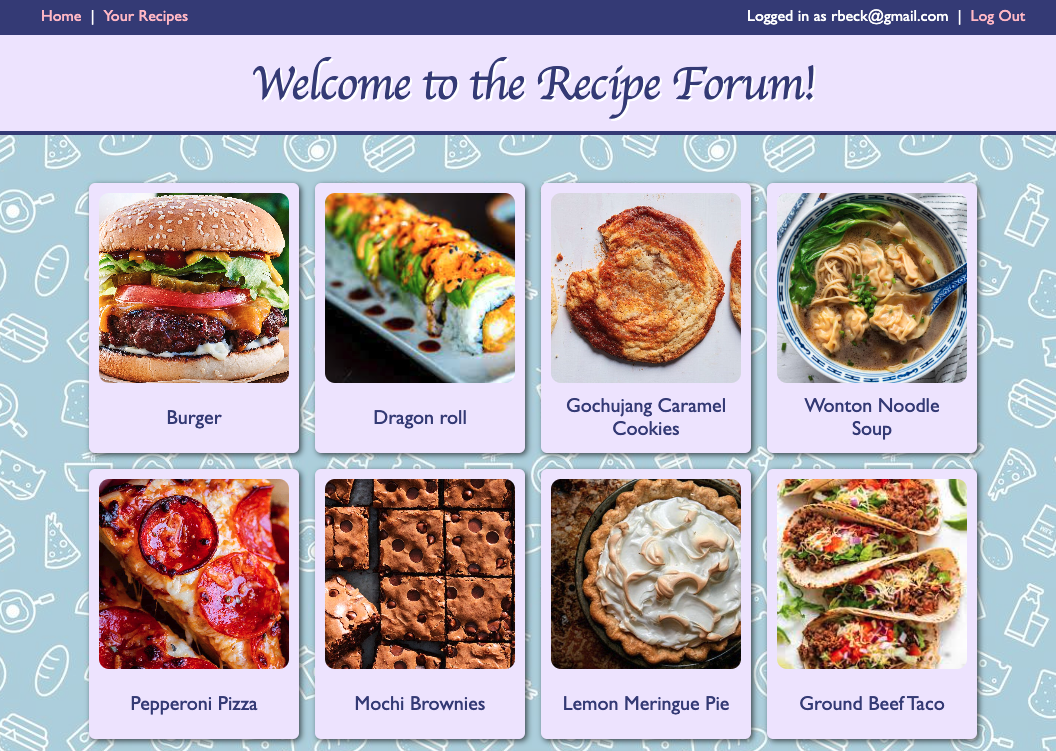 Home | Your Recipes
Logged in as rbeck@gmail.com | Log Out
Welcome to the Recipe Forum!
Burger
Dragon roll
Gochujang Caramel
Cookies
Wonton Noodle
Soup
Pepperoni Pizza
Mochi Brownies
Lemon Meringue Pie
Ground Beef Taco